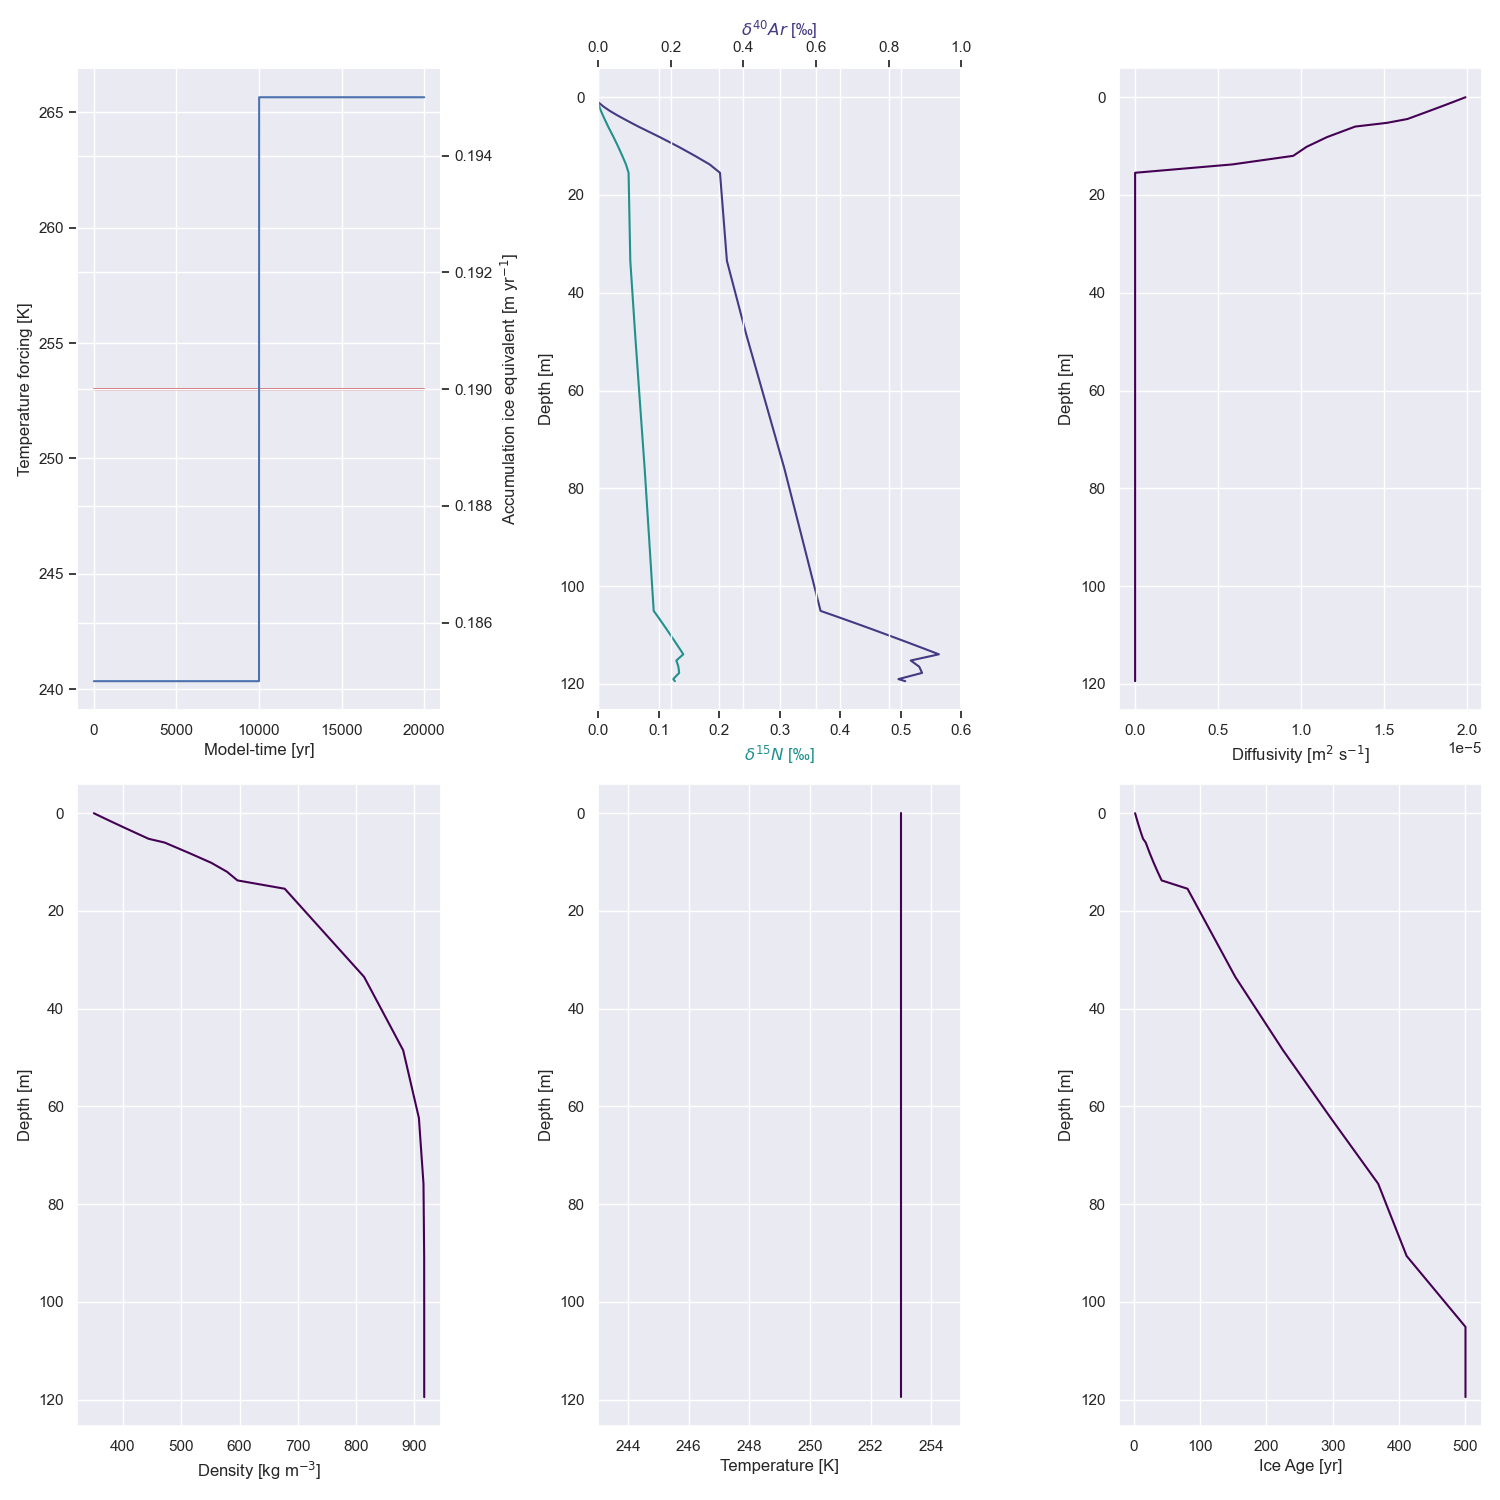 265
260
255
250
245
240
Temperature forcing [K]
0 5000 10000 15000 20000
Model-time [yr]
0.194
0.192
0.190
0.188
0.186
Accumulation ice equivalent [m yr⁻¹]
δ⁴⁰Ar [‰]
0.0 0.2 0.4 0.6 0.8 1.0
0
20
40
60
80
100
120
Depth [m]
0.0 0.1 0.2 0.3 0.4 0.5 0.6
δ¹⁵N [‰]
0
20
40
60
80
100
120
Depth [m]
0.0 0.5 1.0 1.5 2.0
1e−5
Diffusivity [m² s⁻¹]
0
20
40
60
80
100
120
Depth [m]
400 500 600 700 800 900
Density [kg m⁻³]
0
20
40
60
80
100
120
Depth [m]
244 246 248 250 252 254
Temperature [K]
0
20
40
60
80
100
120
Depth [m]
0 100 200 300 400 500
Ice Age [yr]